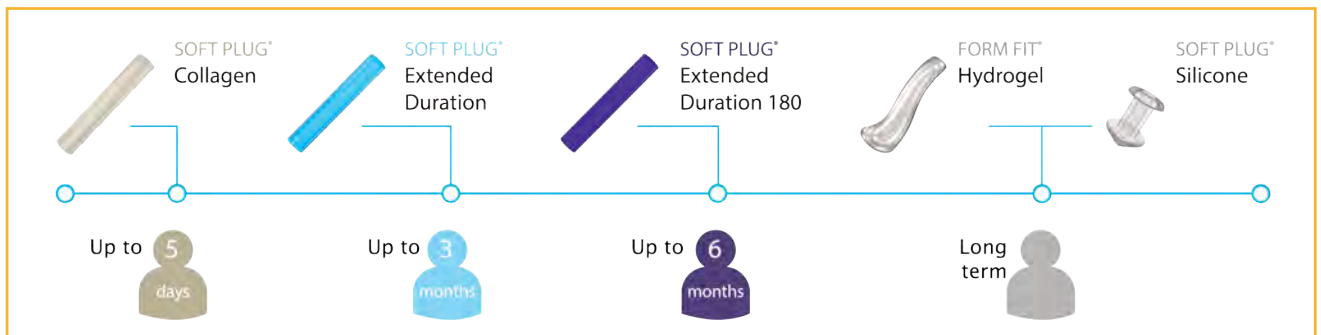 SOFT PLUG®
Collagen
SOFT PLUG®
Extended
Duration
SOFT PLUG®
Extended
Duration 180
FORM FIT®
Hydrogel
SOFT PLUG®
Silicone
Up to 5
days
Up to 3
months
Up to 6
months
Long
term